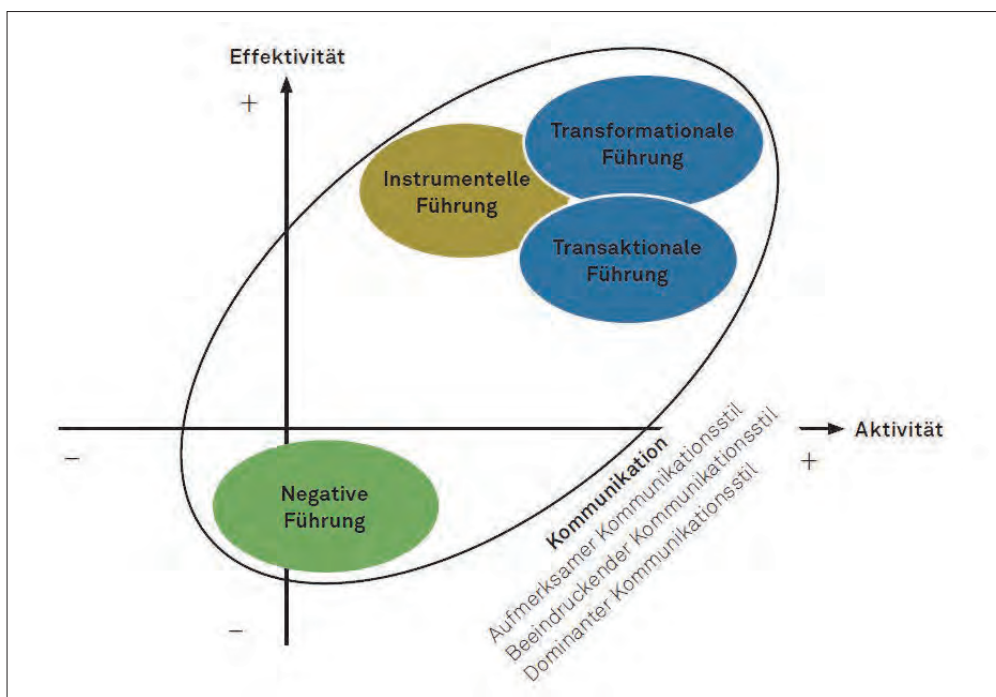 Effektivität
+
Transformationale
Führung
Instrumentelle
Führung
Transaktionale
Führung
Aktivität
–
+
Negative
Führung
Kommunikation
Aufmerksamer Kommunikationsstil
Beeindruckender Kommunikationsstil
Dominanter Kommunikationsstil
–